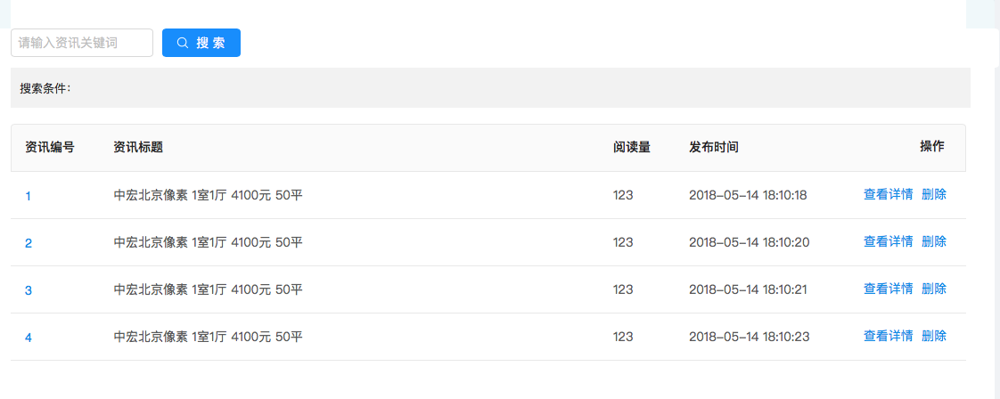 请输入资讯关键词 搜 索
搜索条件：
资讯编号 资讯标题 阅读量 发布时间 操作
1 中宏北京像素 1室1厅 4100元 50平 123 2018-05-14 18:10:18 查看详情 删除
2 中宏北京像素 1室1厅 4100元 50平 123 2018-05-14 18:10:20 查看详情 删除
3 中宏北京像素 1室1厅 4100元 50平 123 2018-05-14 18:10:21 查看详情 删除
4 中宏北京像素 1室1厅 4100元 50平 123 2018-05-14 18:10:23 查看详情 删除